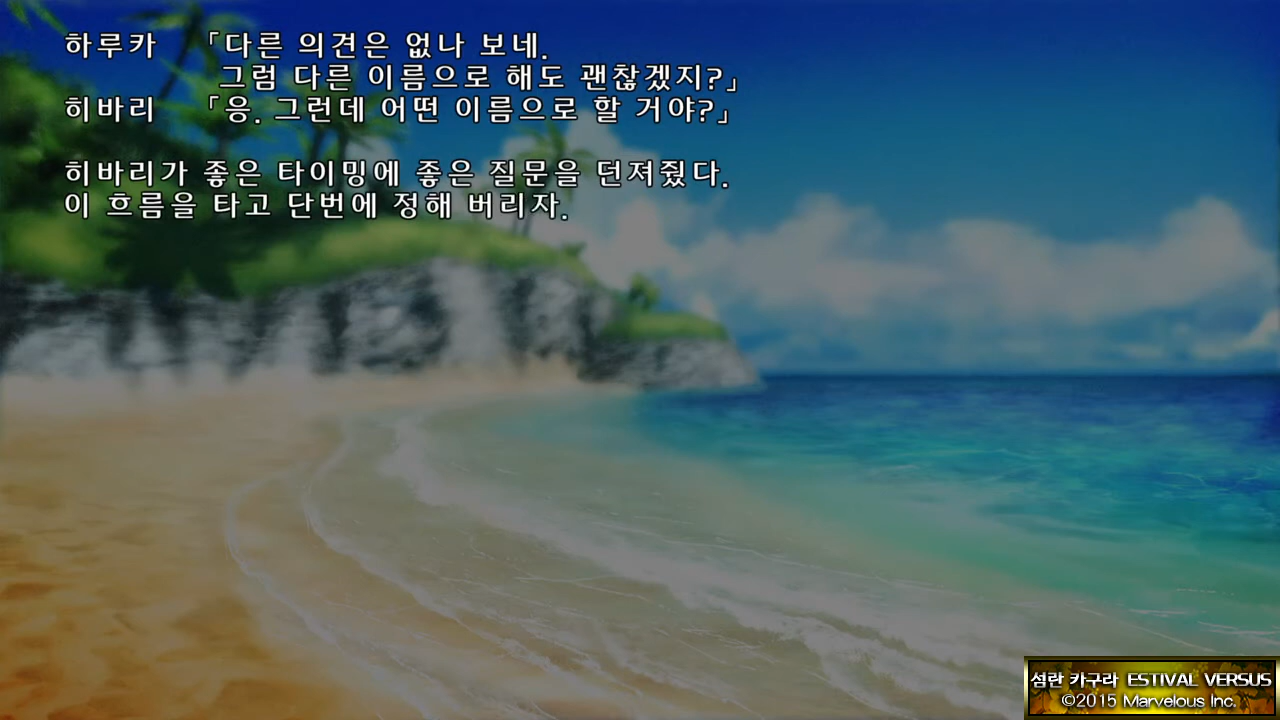 하루카 「다른 의견은 없나 보네.
그럼 다른 이름으로 해도 괜찮겠지?」
히바리 「응. 그런데 어떤 이름으로 할 거야?」
히바리가 좋은 타이밍에 좋은 질문을 던져줬다.
이 흐름을 타고 단번에 정해 버리자.
섬란 카구라 ESTIVAL VERSUS
©2015 Marvelous Inc.